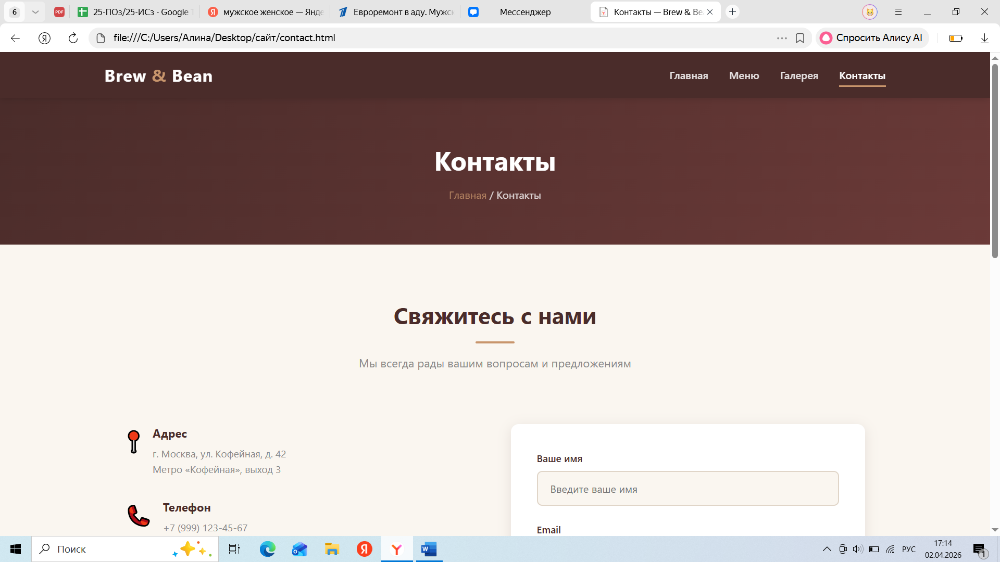 6
PDF
25-ПОз/25-ИСз - Google Т
Я
мужское женское — Янде
Евроремонт в аду. Мужск
Мессенджер
Контакты — Brew & Be
Я
file:///C:/Users/Алина/Desktop/сайт/contact.html
Спросить Алису AI
Brew & Bean
Главная
Меню
Галерея
Контакты
Контакты
Главная / Контакты
Свяжитесь с нами
Мы всегда рады вашим вопросам и предложениям
Адрес
г. Москва, ул. Кофейная, д. 42
Метро «Кофейная», выход 3
Телефон
+7 (999) 123-45-67
Ваше имя
Введите ваше имя
Email
Поиск
Я
РУС
17:14
02.04.2026
1